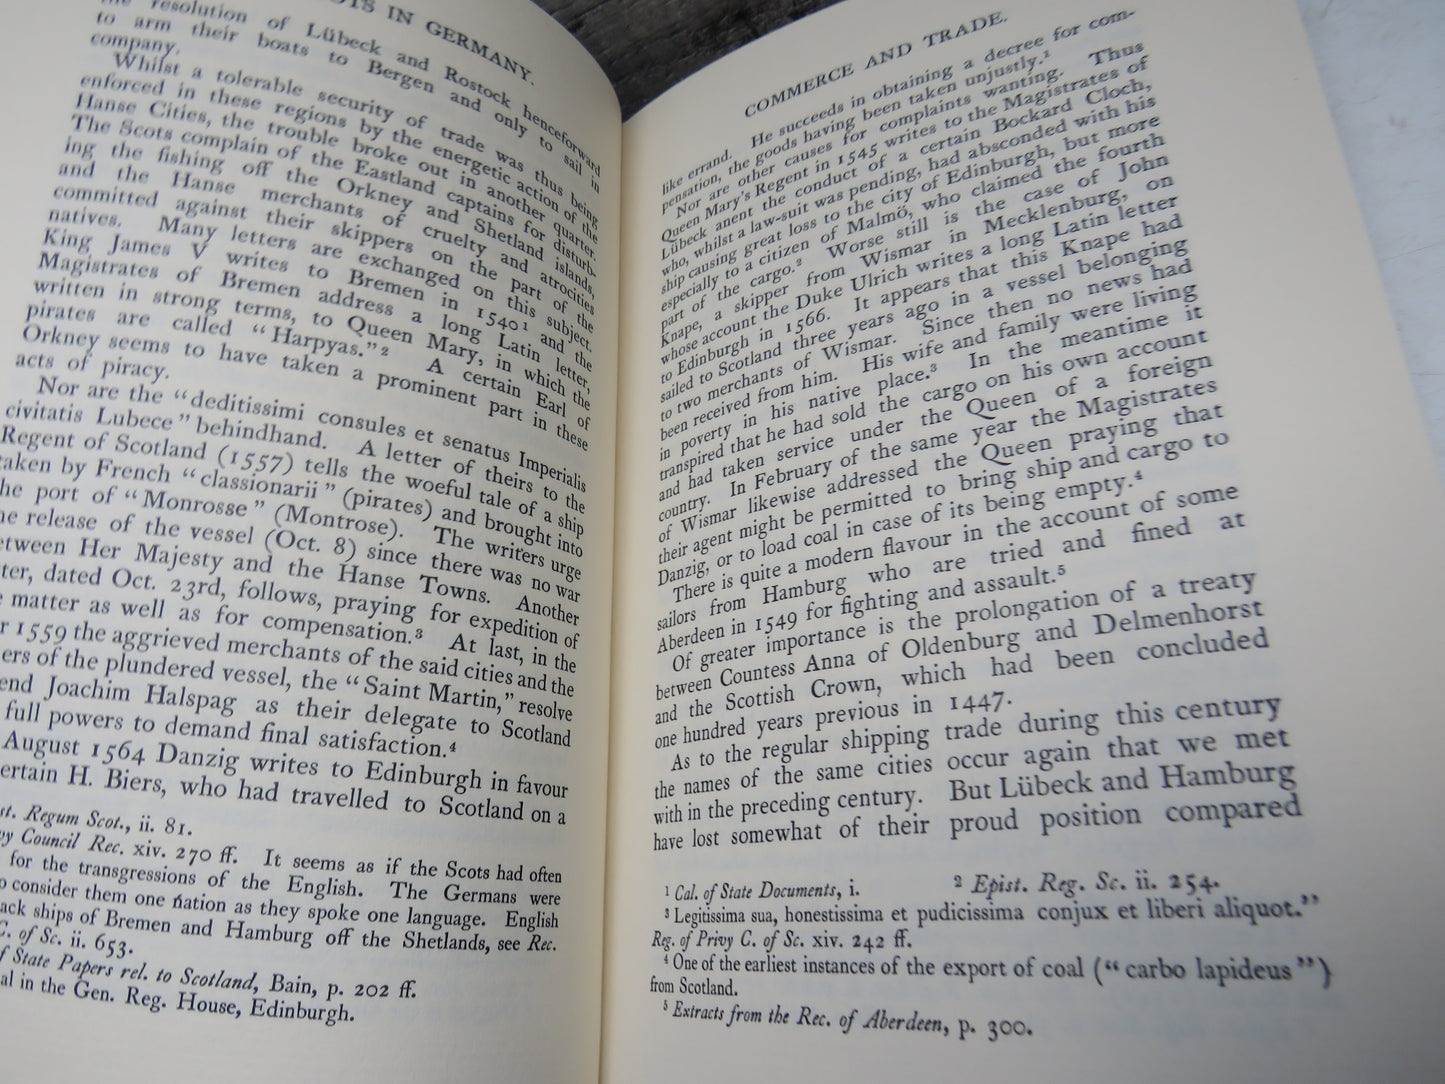 OTS IN GERMANY.
the resolution of Lübeck and Rostock henceforward
to arm their boats to Bergen and only to sail in
company.
Whilst a tolerable security of trade was thus being
enforced in these regions by the energetic action of the
Hanse Cities, the trouble broke out in another quarter.
The Scots complain of the Eastland captains for disturb-
ing the fishing off the Orkney and Shetland islands,
and the Hanse merchants of cruelty and atrocities
committed against their skippers on the part of the
natives. Many letters are exchanged on this subject.
King James V writes to Bremen in 1540¹ and the
Magistrates of Bremen address a long Latin letter,
written in strong terms, to Queen Mary, in which the
pirates are called “Harpyas.”² A certain Earl of
Orkney seems to have taken a prominent part in these
acts of piracy.
Nor are the “deditissimi consules et senatus Imperialis
civitatis Lubece” behindhand. A letter of theirs to the
Regent of Scotland (1557) tells the woeful tale of a ship
taken by French “classionarii” (pirates) and brought into
he port of “Monrosse” (Montrose). The writers urge
he release of the vessel (Oct. 8) since there was no war
etween Her Majesty and the Hanse Towns. Another
ter, dated Oct. 23rd, follows, praying for expedition of
e matter as well as for compensation.³ At last, in the
r 1559 the aggrieved merchants of the said cities and the
ers of the plundered vessel, the “Saint Martin,” resolve
end Joachim Halspag as their delegate to Scotland
full powers to demand final satisfaction.⁴
August 1564 Danzig writes to Edinburgh in favour
ertain H. Biers, who had travelled to Scotland on a
st. Regum Scot., ii. 81.
y Council Rec. xiv. 270 ff. It seems as if the Scots had often
for the transgressions of the English. The Germans were
o consider them one nation as they spoke one language. English
ack ships of Bremen and Hamburg off the Shetlands, see Rec.
C. of Sc. ii. 653.
f State Papers rel. to Scotland, Bain, p. 202 ff.
al in the Gen. Reg. House, Edinburgh.
COMMERCE AND TRADE.
like errand. He succeeds in obtaining a decree for com-
pensation, the goods having been taken unjustly.¹
Nor are other causes for complaints wanting. Thus
Queen Mary's Regent in 1545 writes to the Magistrates of
Lübeck anent the conduct of a certain Bockard Cloch,
who, whilst a law-suit was pending, had absconded with his
ship causing great loss to the city of Edinburgh, but more
especially to a citizen of Malmö, who claimed the fourth
part of the cargo.² Worse still is the case of John
Knape, a skipper from Wismar in Mecklenburg, on
whose account the Duke Ulrich writes a long Latin letter
to Edinburgh in 1566. It appears that this Knape had
sailed to Scotland three years ago in a vessel belonging
to two merchants of Wismar. Since then no news had
been received from him. His wife and family were living
in poverty in his native place.³ In the meantime it
transpired that he had sold the cargo on his own account
and had taken service under the Queen of a foreign
country. In February of the same year the Magistrates
of Wismar likewise addressed the Queen praying that
their agent might be permitted to bring ship and cargo to
Danzig, or to load coal in case of its being empty.⁴
There is quite a modern flavour in the account of some
sailors from Hamburg who are tried and fined at
Aberdeen in 1549 for fighting and assault.⁵
Of greater importance is the prolongation of a treaty
between Countess Anna of Oldenburg and Delmenhorst
and the Scottish Crown, which had been concluded
one hundred years previous in 1447.
As to the regular shipping trade during this century
the names of the same cities occur again that we met
with in the preceding century. But Lübeck and Hamburg
have lost somewhat of their proud position compared
¹ Cal. of State Documents, i. ² Epist. Reg. Sc. ii. 254.
³ Legitissima sua, honestissima et pudicissima conjux et liberi aliquot.”
Reg. of Privy C. of Sc. xiv. 242 ff.
⁴ One of the earliest instances of the export of coal (“carbo lapideus”)
from Scotland.
⁵ Extracts from the Rec. of Aberdeen, p. 300.